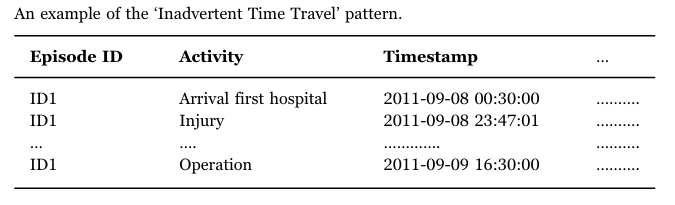 An example of the ‘Inadvertent Time Travel’ pattern.
Episode ID Activity Timestamp ...
ID1 Arrival first hospital 2011-09-08 00:30:00 ..........
ID1 Injury 2011-09-08 23:47:01 ..........
... .... ............. ..........
ID1 Operation 2011-09-09 16:30:00 ..........